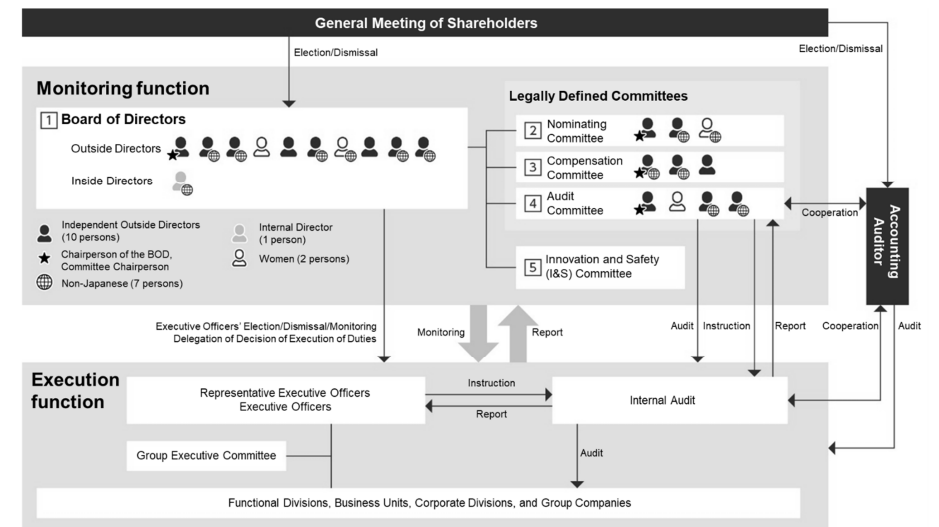 General Meeting of Shareholders
Election/Dismissal
Election/Dismissal
Monitoring function
1 Board of Directors
Outside Directors
Inside Directors
Independent Outside Directors
(10 persons)
Chairperson of the BOD,
Committee Chairperson
Non-Japanese (7 persons)
Internal Director
(1 person)
Women (2 persons)
Legally Defined Committees
2 Nominating
Committee
3 Compensation
Committee
4 Audit
Committee
5 Innovation and Safety
(I&S) Committee
Cooperation
Accounting
Auditor
Executive Officers' Election/Dismissal/Monitoring
Delegation of Decision of Execution of Duties
Monitoring
Report
Audit
Instruction
Report
Cooperation
Audit
Execution
function
Representative Executive Officers
Executive Officers
Instruction
Report
Internal Audit
Group Executive Committee
Audit
Functional Divisions, Business Units, Corporate Divisions, and Group Companies